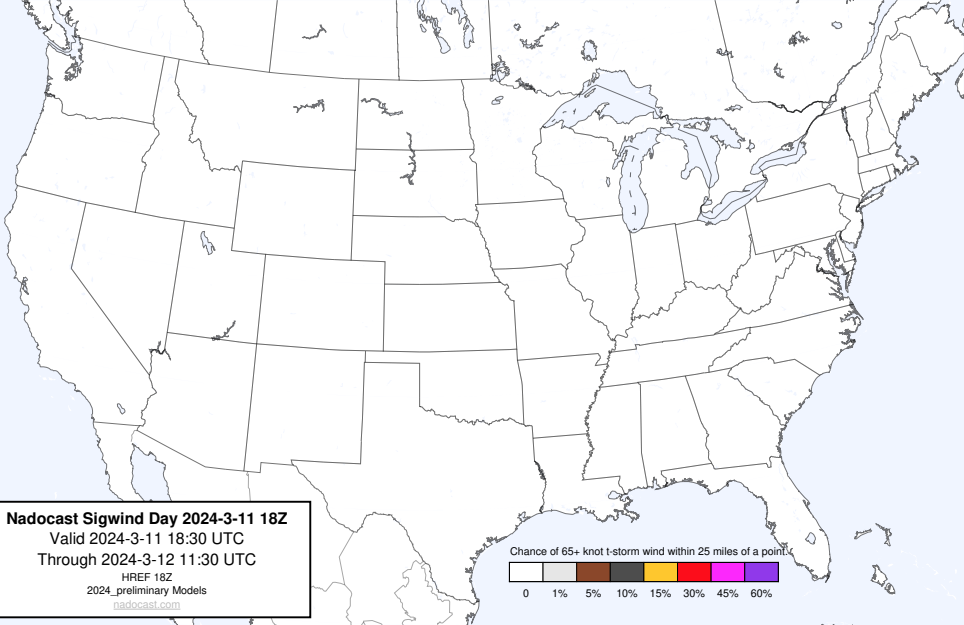 Nadocast Sigwind Day 2024-3-11 18Z
Valid 2024-3-11 18:30 UTC
Through 2024-3-12 11:30 UTC
HREF 18Z
2024_preliminary Models
nadocast.com
Chance of 65+ knot t-storm wind within 25 miles of a point.
0 1% 5% 10% 15% 30% 45% 60%